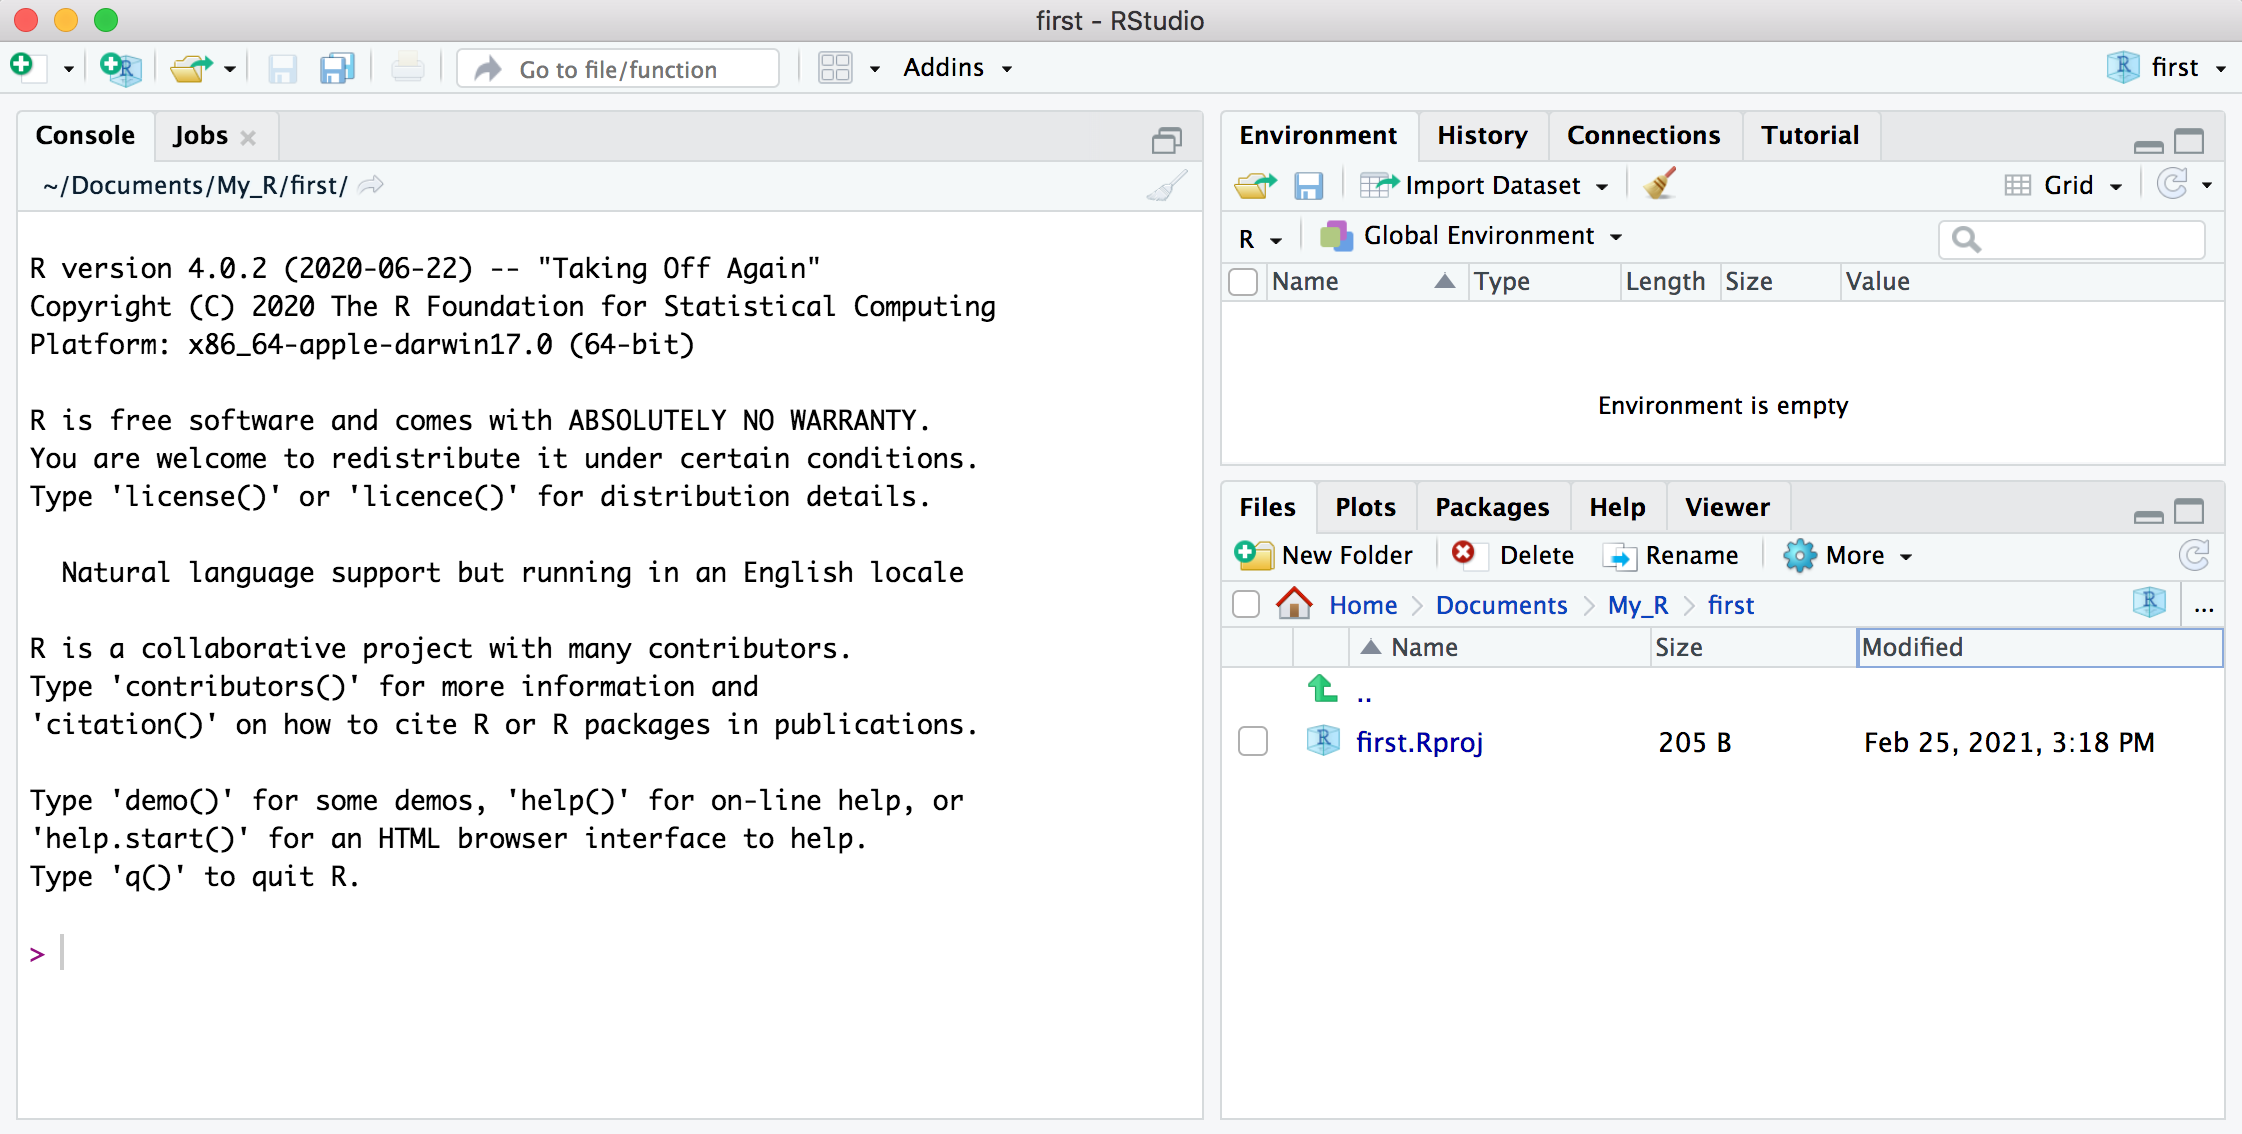 first - RStudio
Go to file/function
Addins
first
Console
Jobs
~/Documents/My_R/first/
R version 4.0.2 (2020-06-22) -- "Taking Off Again"
Copyright (C) 2020 The R Foundation for Statistical Computing
Platform: x86_64-apple-darwin17.0 (64-bit)
R is free software and comes with ABSOLUTELY NO WARRANTY.
You are welcome to redistribute it under certain conditions.
Type 'license()' or 'licence()' for distribution details.
Natural language support but running in an English locale
R is a collaborative project with many contributors.
Type 'contributors()' for more information and
'citation()' on how to cite R or R packages in publications.
Type 'demo()' for some demos, 'help()' for on-line help, or
'help.start()' for an HTML browser interface to help.
Type 'q()' to quit R.
>
Environment History Connections Tutorial
Import Dataset Grid
R Global Environment
Name Type Length Size Value
Environment is empty
Files Plots Packages Help Viewer
New Folder Delete Rename More
Home Documents My_R first ...
Name Size Modified
..
first.Rproj 205 B Feb 25, 2021, 3:18 PM